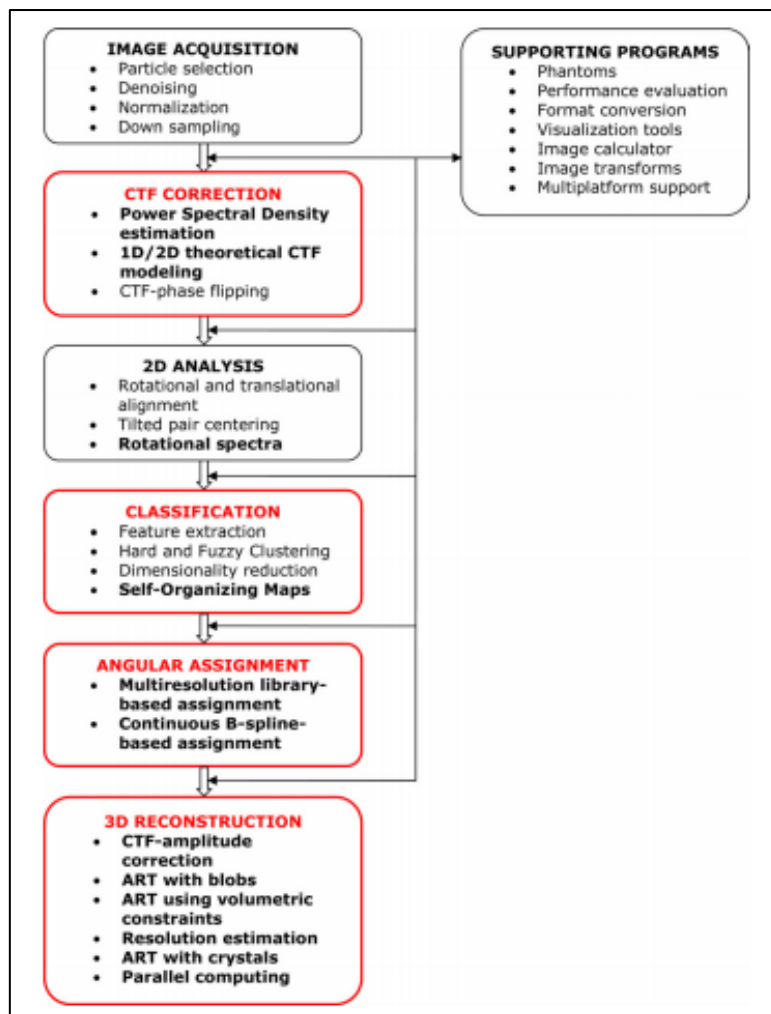 IMAGE ACQUISITION
• Particle selection
• Denoising
• Normalization
• Down sampling
SUPPORTING PROGRAMS
• Phantoms
• Performance evaluation
• Format conversion
• Visualization tools
• Image calculator
• Image transforms
• Multiplatform support
CTF CORRECTION
• Power Spectral Density
estimation
• 1D/2D theoretical CTF
modeling
• CTF-phase flipping
2D ANALYSIS
• Rotational and translational
alignment
• Tilted pair centering
• Rotational spectra
CLASSIFICATION
• Feature extraction
• Hard and Fuzzy Clustering
• Dimensionality reduction
• Self-Organizing Maps
ANGULAR ASSIGNMENT
• Multiresolution library-
based assignment
• Continuous B-spline-
based assignment
3D RECONSTRUCTION
• CTF-amplitude
correction
• ART with blobs
• ART using volumetric
constraints
• Resolution estimation
• ART with crystals
• Parallel computing